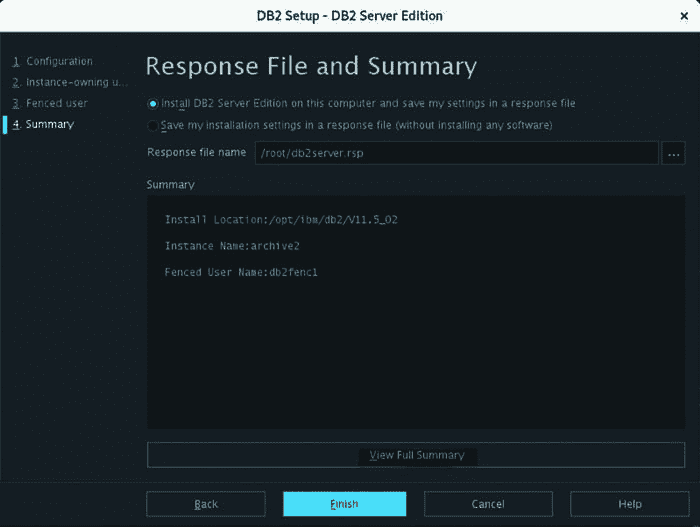 DB2 Setup - DB2 Server Edition
×
1. Configuration
2. Instance-owning u...
3. Fenced user
4. Summary
Response File and Summary
Install DB2 Server Edition on this computer and save my settings in a response file
Save my installation settings in a response file (without installing any software)
Response file name /root/db2server.rsp ...
Summary
Install Location:/opt/ibm/db2/V11.5_02
Instance Name:archive2
Fenced User Name:db2fenc1
View Full Summary
Back Finish Cancel Help